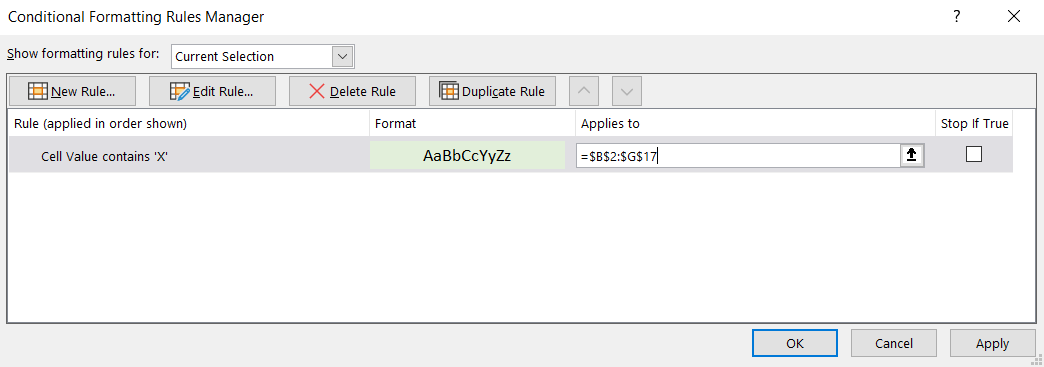 Conditional Formatting Rules Manager ?
Show formatting rules for: Current Selection
New Rule... Edit Rule... Delete Rule Duplicate Rule
Rule (applied in order shown) Format Applies to Stop If True
Cell Value contains 'X' AaBbCcYyZz =$B$2:$G$17
OK Cancel Apply